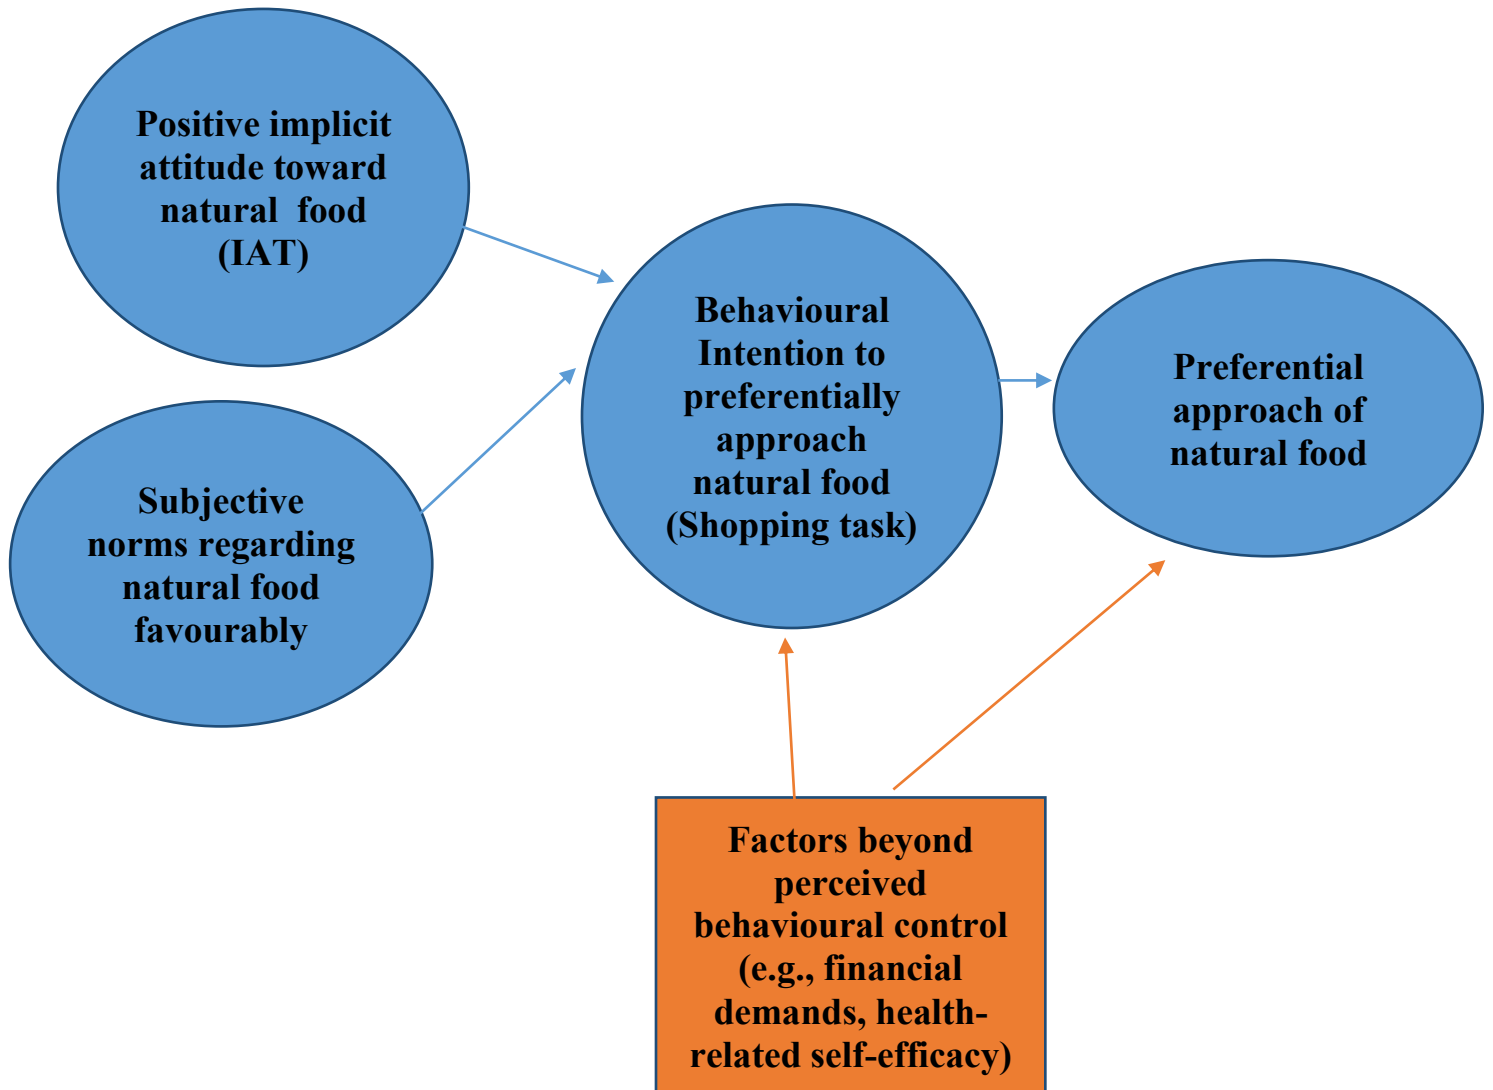 Positive implicit
attitude toward
natural food
(IAT)
Subjective
norms regarding
natural food
favourably
Behavioural
Intention to
preferentially
approach
natural food
(Shopping task)
Preferential
approach of
natural food
Factors beyond
perceived
behavioural control
(e.g., financial
demands, health-
related self-efficacy)